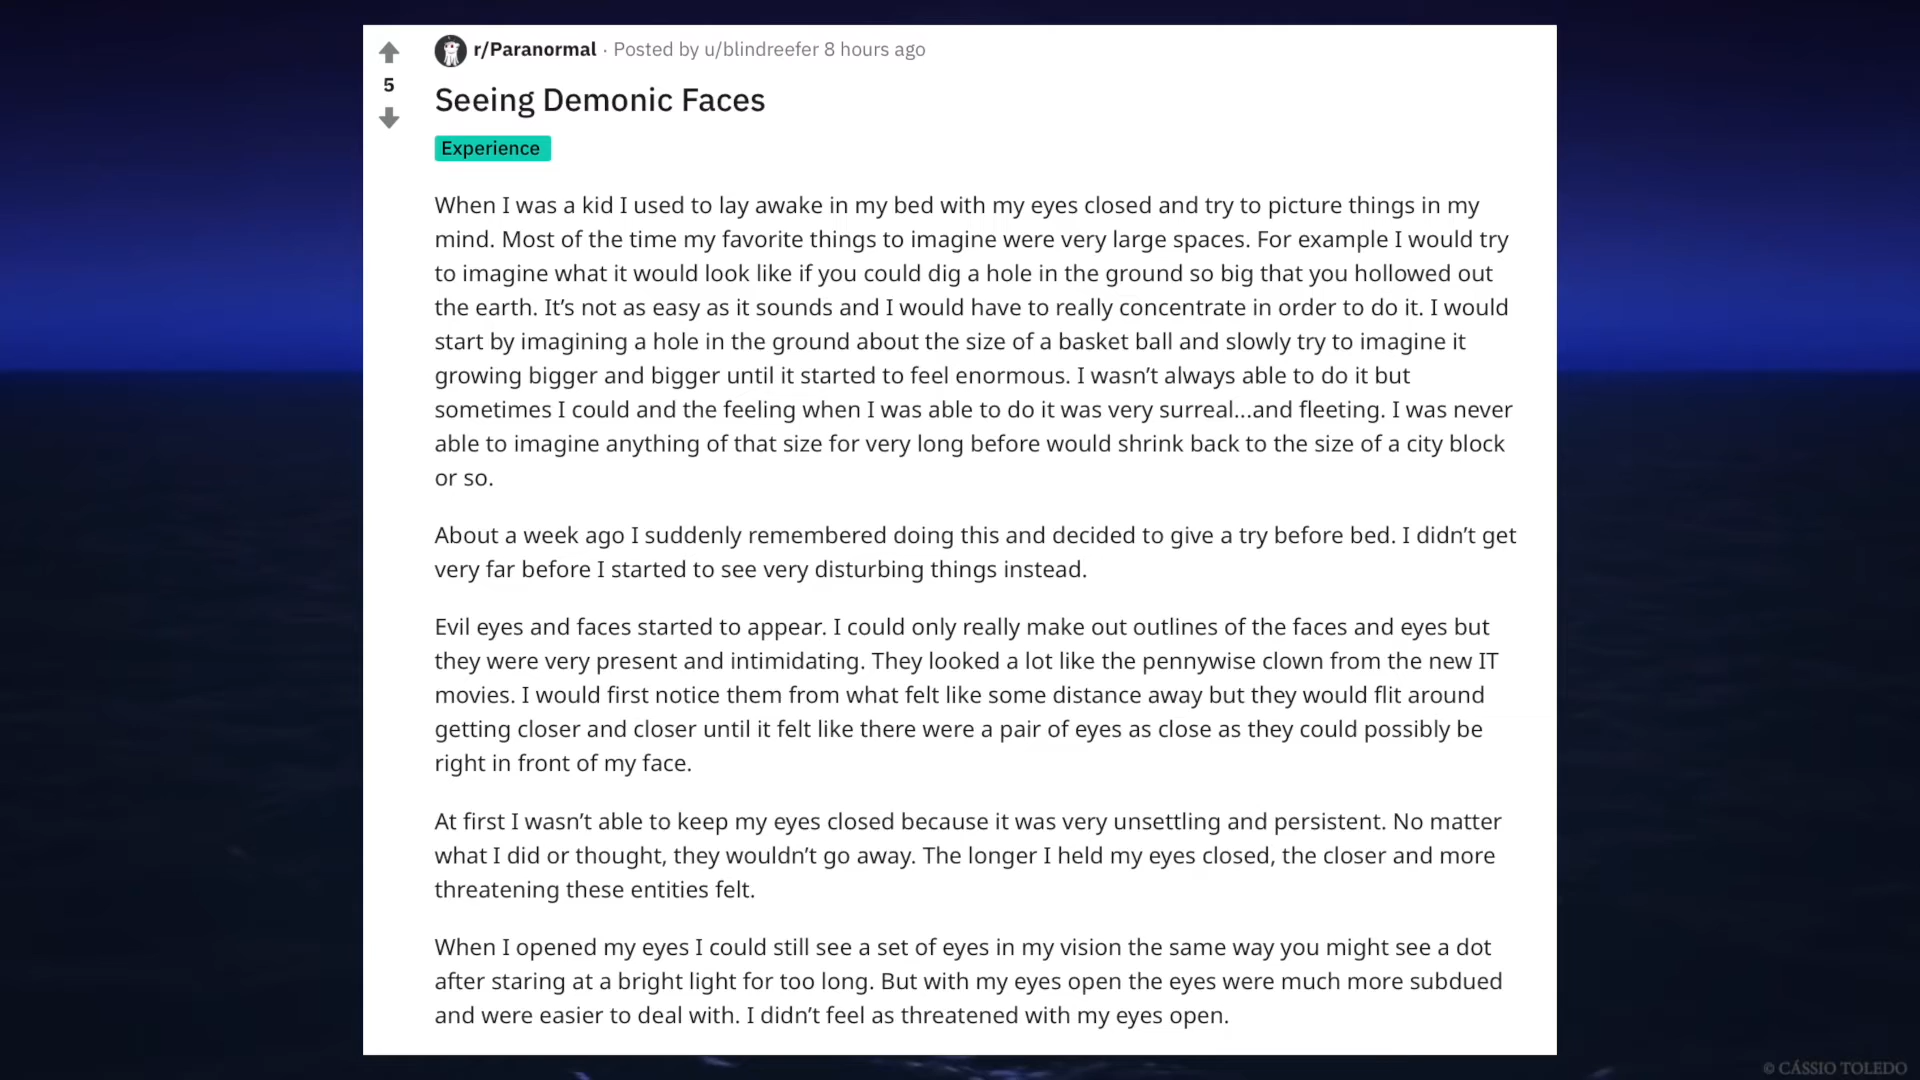 r/Paranormal · Posted by u/blindreefer 8 hours ago
5
Seeing Demonic Faces
Experience
When I was a kid I used to lay awake in my bed with my eyes closed and try to picture things in my
mind. Most of the time my favorite things to imagine were very large spaces. For example I would try
to imagine what it would look like if you could dig a hole in the ground so big that you hollowed out
the earth. It’s not as easy as it sounds and I would have to really concentrate in order to do it. I would
start by imagining a hole in the ground about the size of a basket ball and slowly try to imagine it
growing bigger and bigger until it started to feel enormous. I wasn’t always able to do it but
sometimes I could and the feeling when I was able to do it was very surreal...and fleeting. I was never
able to imagine anything of that size for very long before would shrink back to the size of a city block
or so.
About a week ago I suddenly remembered doing this and decided to give a try before bed. I didn’t get
very far before I started to see very disturbing things instead.
Evil eyes and faces started to appear. I could only really make out outlines of the faces and eyes but
they were very present and intimidating. They looked a lot like the pennywise clown from the new IT
movies. I would first notice them from what felt like some distance away but they would flit around
getting closer and closer until it felt like there were a pair of eyes as close as they could possibly be
right in front of my face.
At first I wasn’t able to keep my eyes closed because it was very unsettling and persistent. No matter
what I did or thought, they wouldn’t go away. The longer I held my eyes closed, the closer and more
threatening these entities felt.
When I opened my eyes I could still see a set of eyes in my vision the same way you might see a dot
after staring at a bright light for too long. But with my eyes open the eyes were much more subdued
and were easier to deal with. I didn’t feel as threatened with my eyes open.
© CÁSSIO TOLEDO